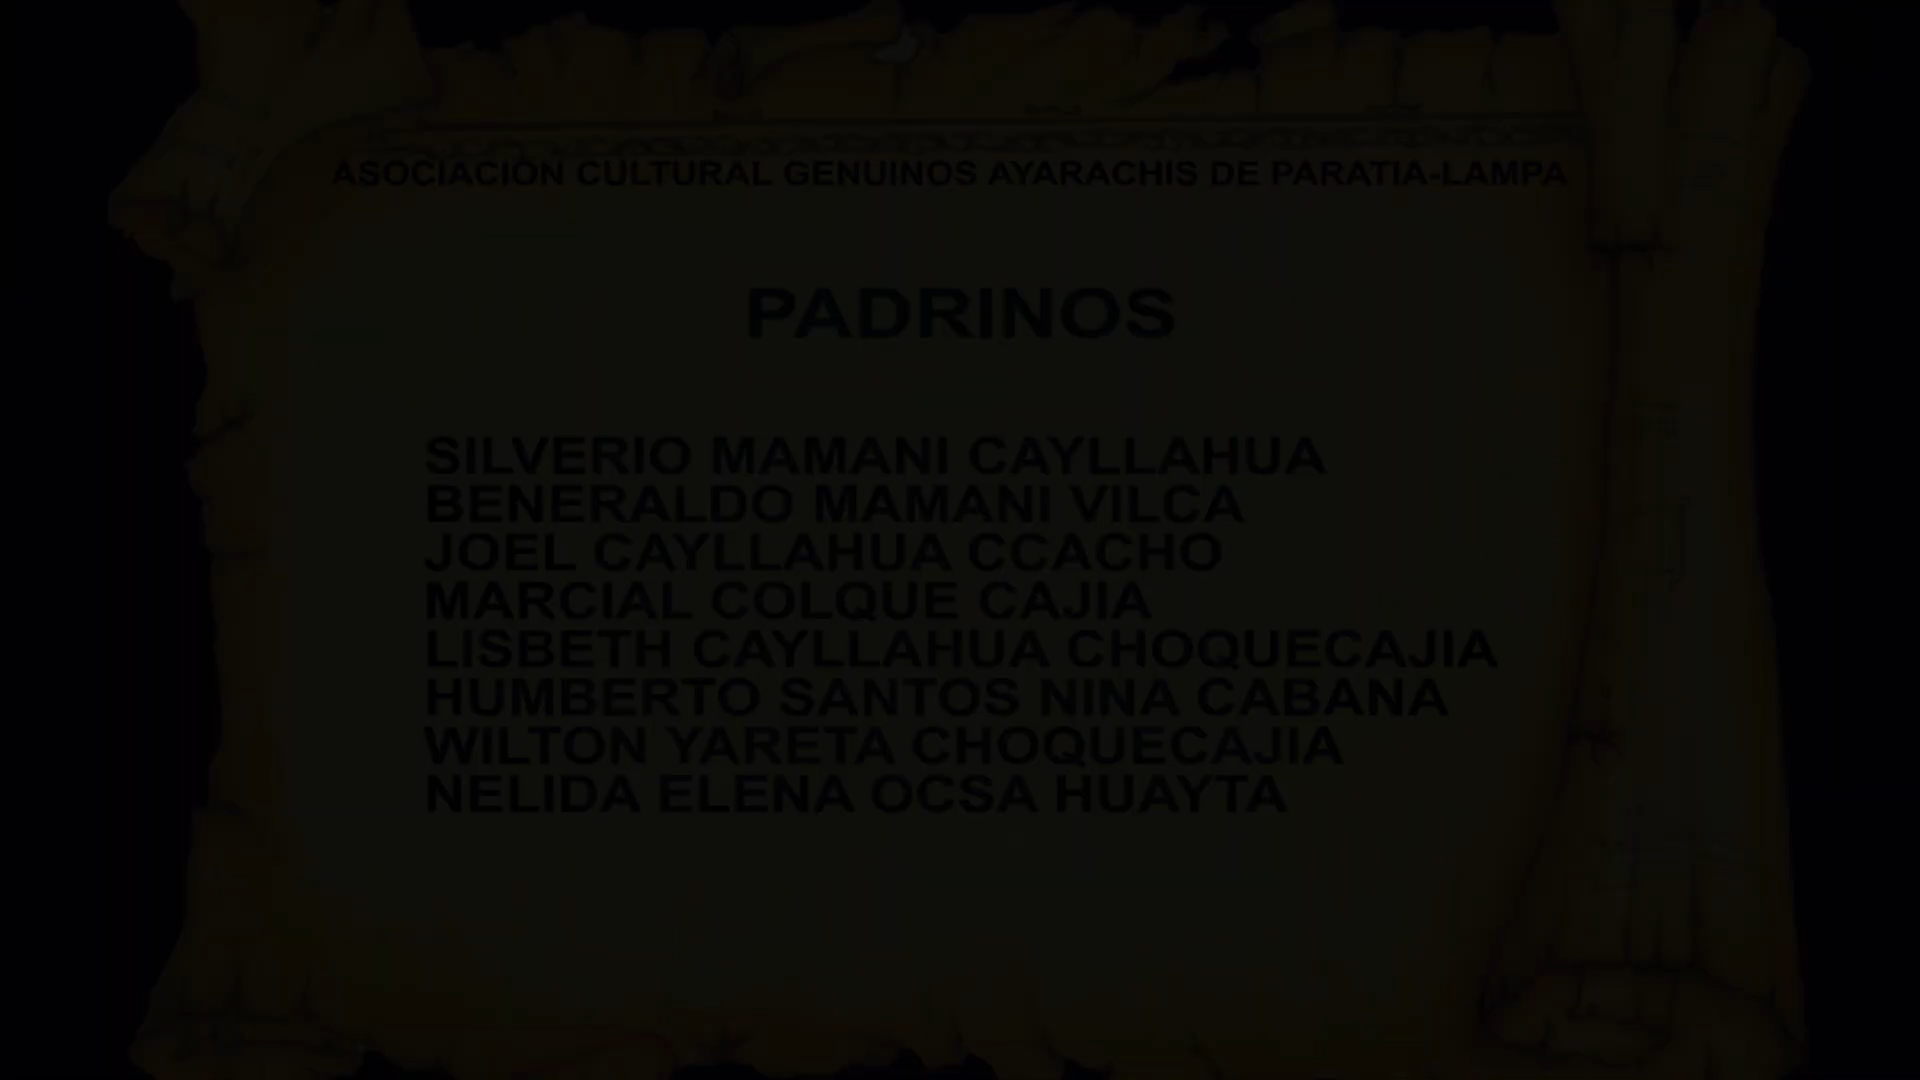 ASOCIACION CULTURAL GENUINOS AYARACHIS DE PARATIA-LAMPA
PADRINOS
SILVERIO MAMANI CAYLLAHUA
BENERALDO MAMANI VILCA
JOEL CAYLLAHUA CCACHO
MARCIAL COLQUE CAJIA
LISBETH CAYLLAHUA CHOQUECAJIA
HUMBERTO SANTOS NINA CABANA
WILTON YARETA CHOQUECAJIA
NELIDA ELENA OCSA HUAYTA